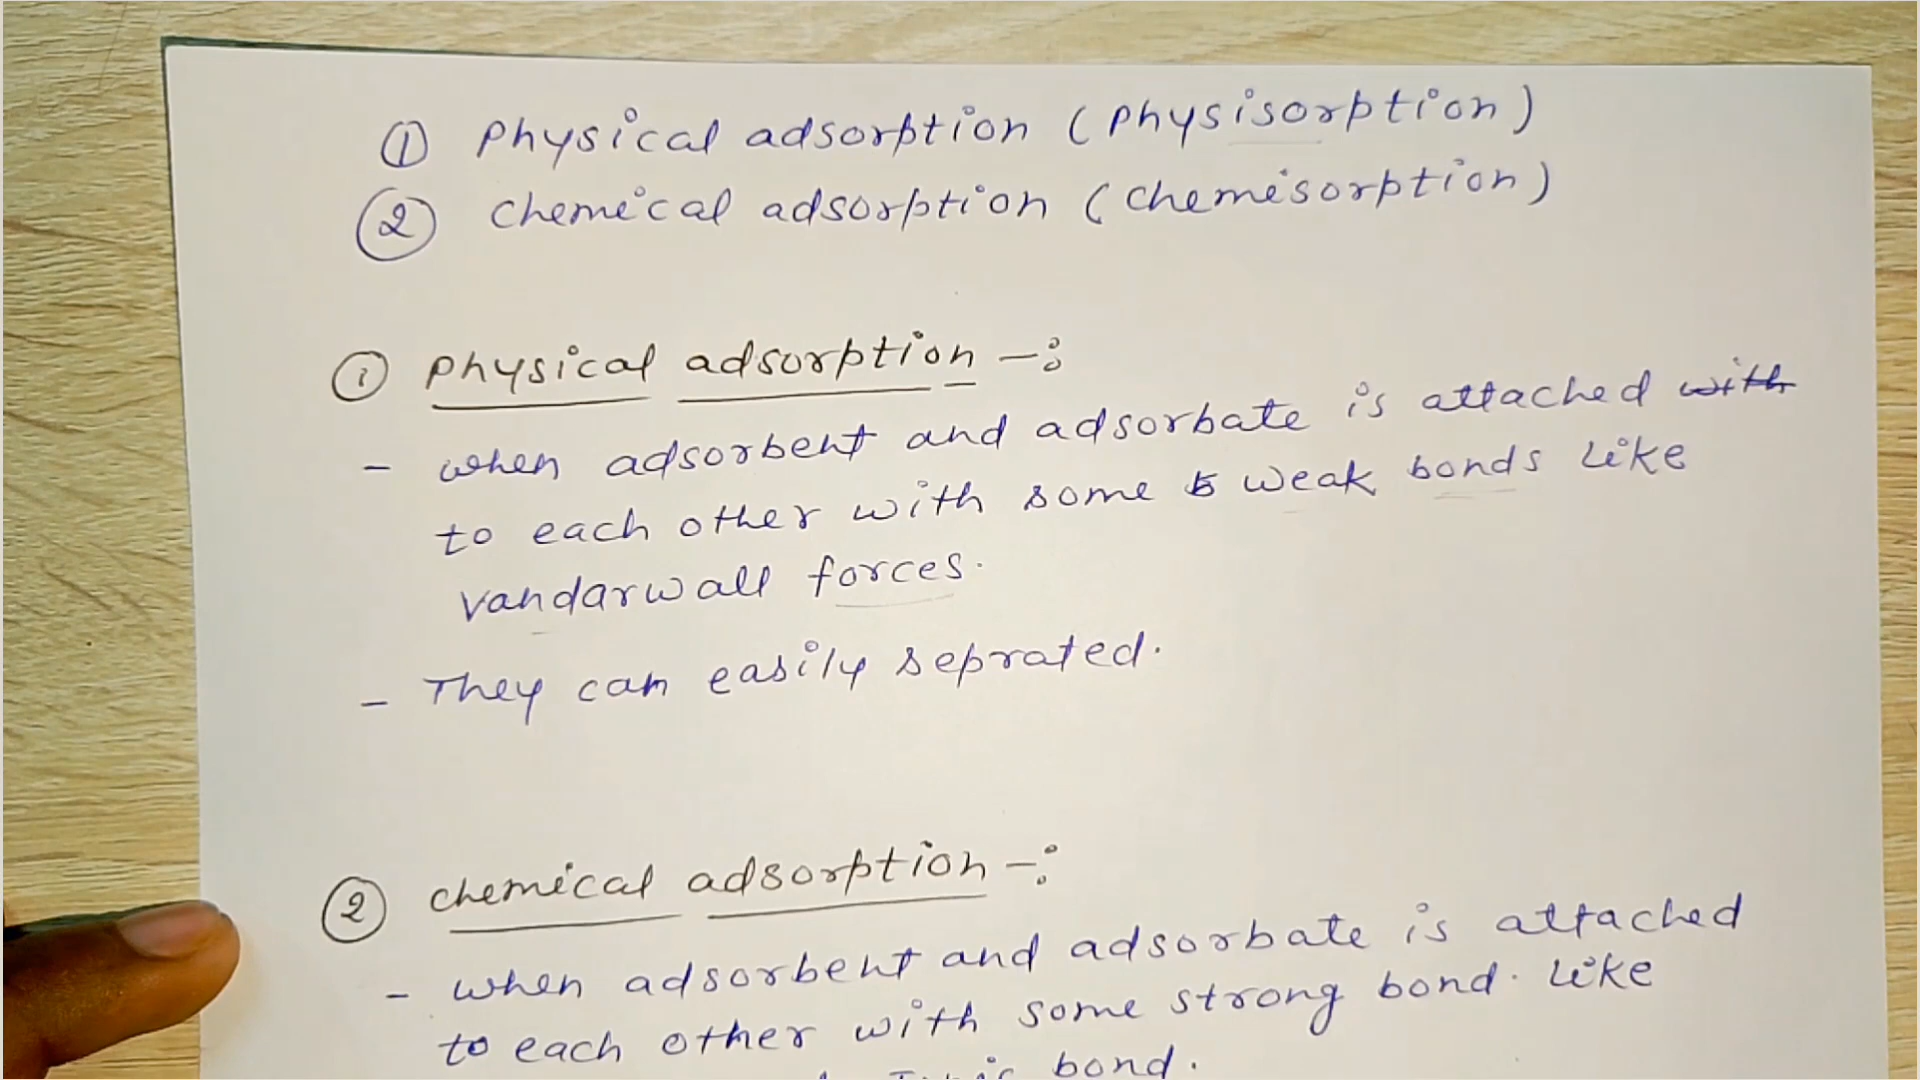 ① Physical adsorption (Physisorption)
② Chemical adsorption (Chemisorption)
① Physical adsorption -:
- when adsorbent and adsorbate is attached with
to each other with some weak bonds like
vandarwall forces.
- They can easily seprated.
② chemical adsorption -:
- when adsorbent and adsorbate is attached
to each other with some strong bond. like
bond.